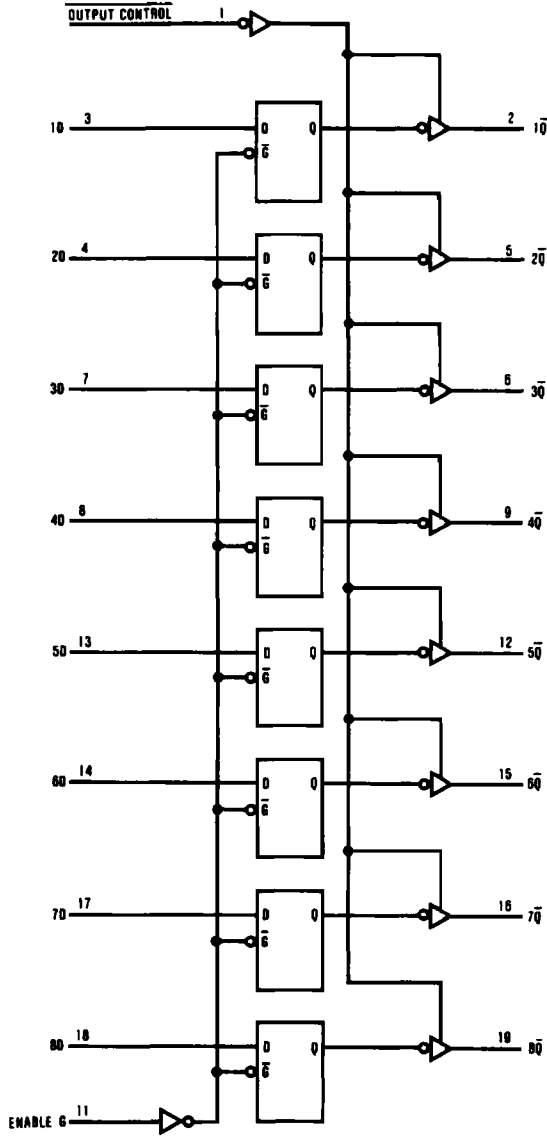 OUTPUT CONTROL 1
1D 3 D Q 2 1Q̅
G̅
2D 4 D Q 5 2Q̅
G̅
3D 7 D Q 6 3Q̅
G̅
4D 8 D Q 9 4Q̅
G̅
5D 13 D Q 12 5Q̅
G̅
6D 14 D Q 15 6Q̅
G̅
7D 17 D Q 16 7Q̅
G̅
8D 18 D Q 19 8Q̅
G̅
ENABLE G 11